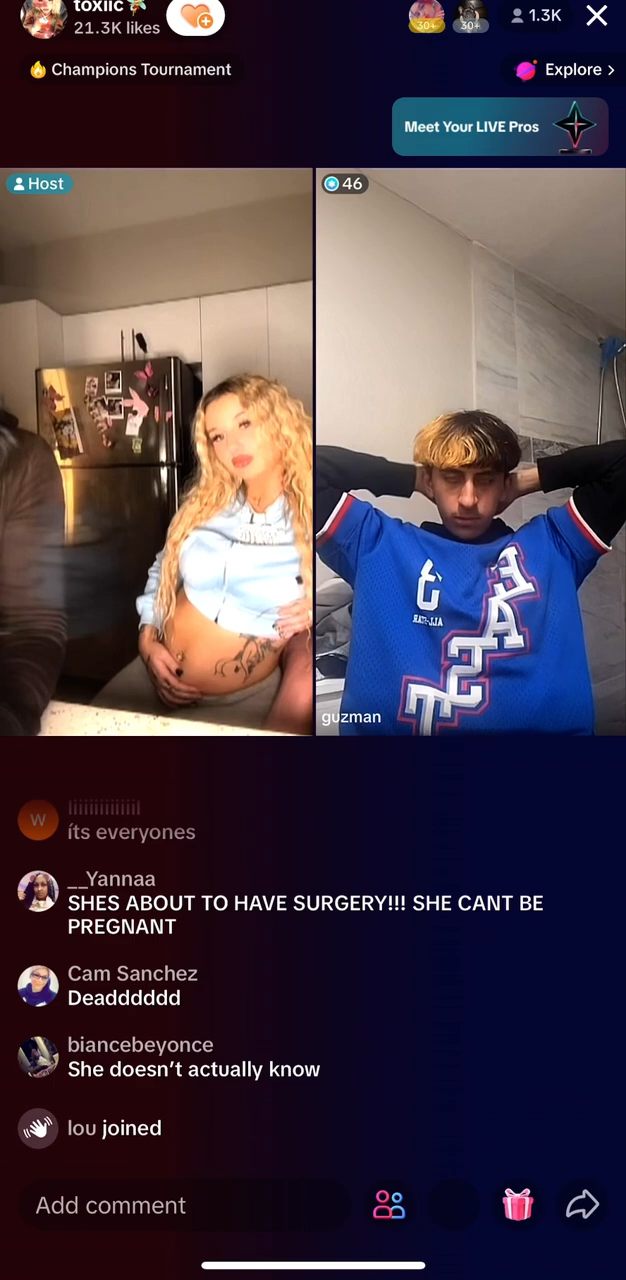 toxiic
21.3K likes
30+
30+
1.3K
Champions Tournament
Explore >
Meet Your LIVE Pros
Host
46
guzman
íts everyones
__Yannaa
SHES ABOUT TO HAVE SURGERY!!! SHE CANT BE
PREGNANT
Cam Sanchez
Deadddddd
biancebeyonce
She doesn't actually know
lou joined
Add comment